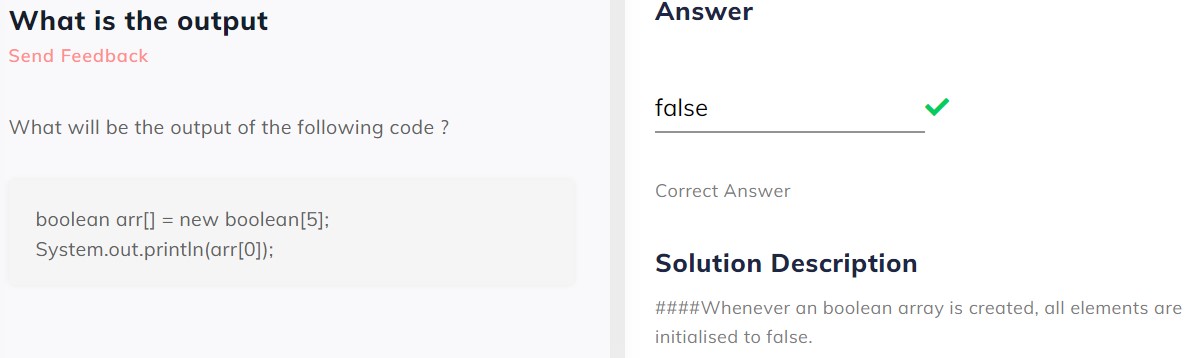 What is the output
Send Feedback
What will be the output of the following code ?
boolean arr[] = new boolean[5];
System.out.println(arr[0]);
Answer
false
Correct Answer
Solution Description
####Whenever an boolean array is created, all elements are
initialised to false.